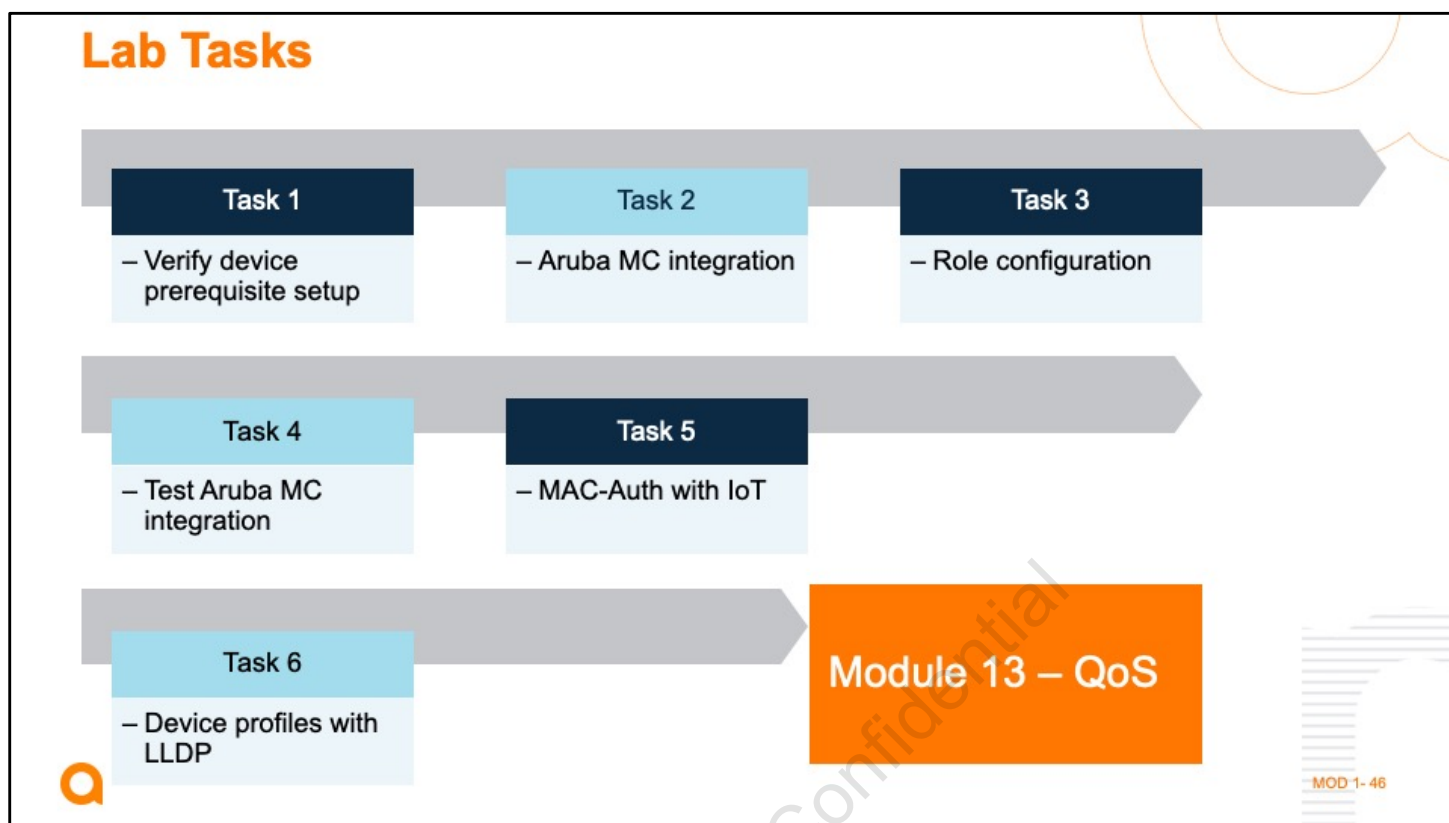 Lab Tasks
Task 1
– Verify device
prerequisite setup
Task 2
– Aruba MC integration
Task 3
– Role configuration
Task 4
– Test Aruba MC
integration
Task 5
– MAC-Auth with IoT
Task 6
– Device profiles with
LLDP
Module 13 – QoS
Confidential
MOD 1- 46